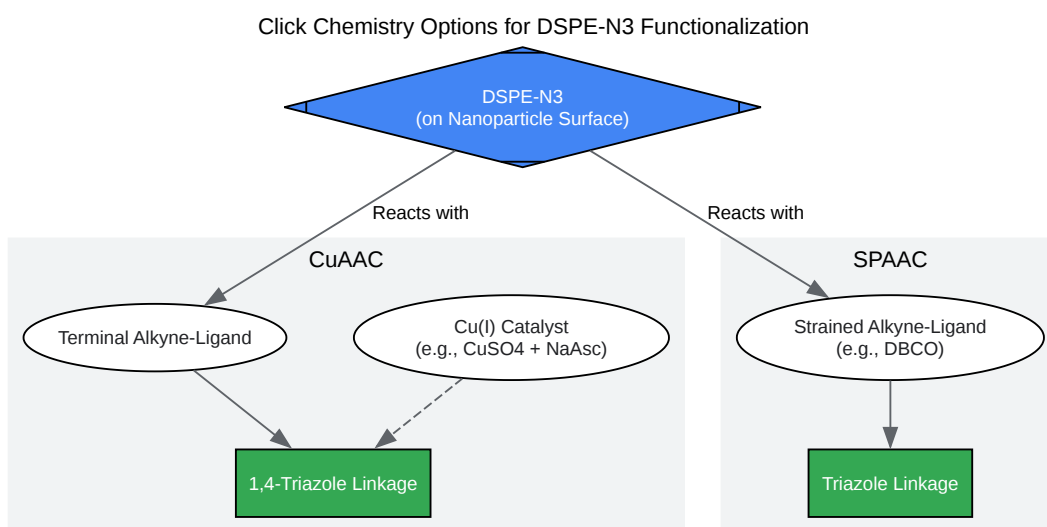 Click Chemistry Options for DSPE-N3 Functionalization
DSPE-N3
(on Nanoparticle Surface)
Reacts with
Reacts with
CuAAC
SPAAC
Terminal Alkyne-Ligand
Cu(I) Catalyst
(e.g., CuSO4 + NaAsc)
Strained Alkyne-Ligand
(e.g., DBCO)
1,4-Triazole Linkage
Triazole Linkage